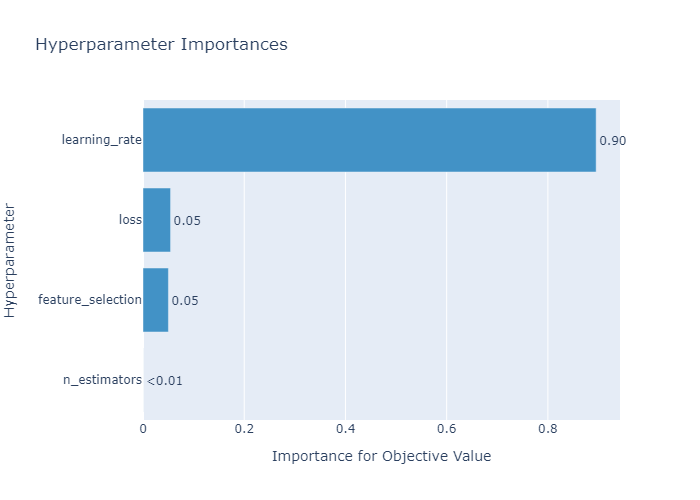 Hyperparameter Importances
learning_rate
0.90
loss
0.05
feature_selection
0.05
n_estimators
<0.01
Hyperparameter
0
0.2
0.4
0.6
0.8
Importance for Objective Value